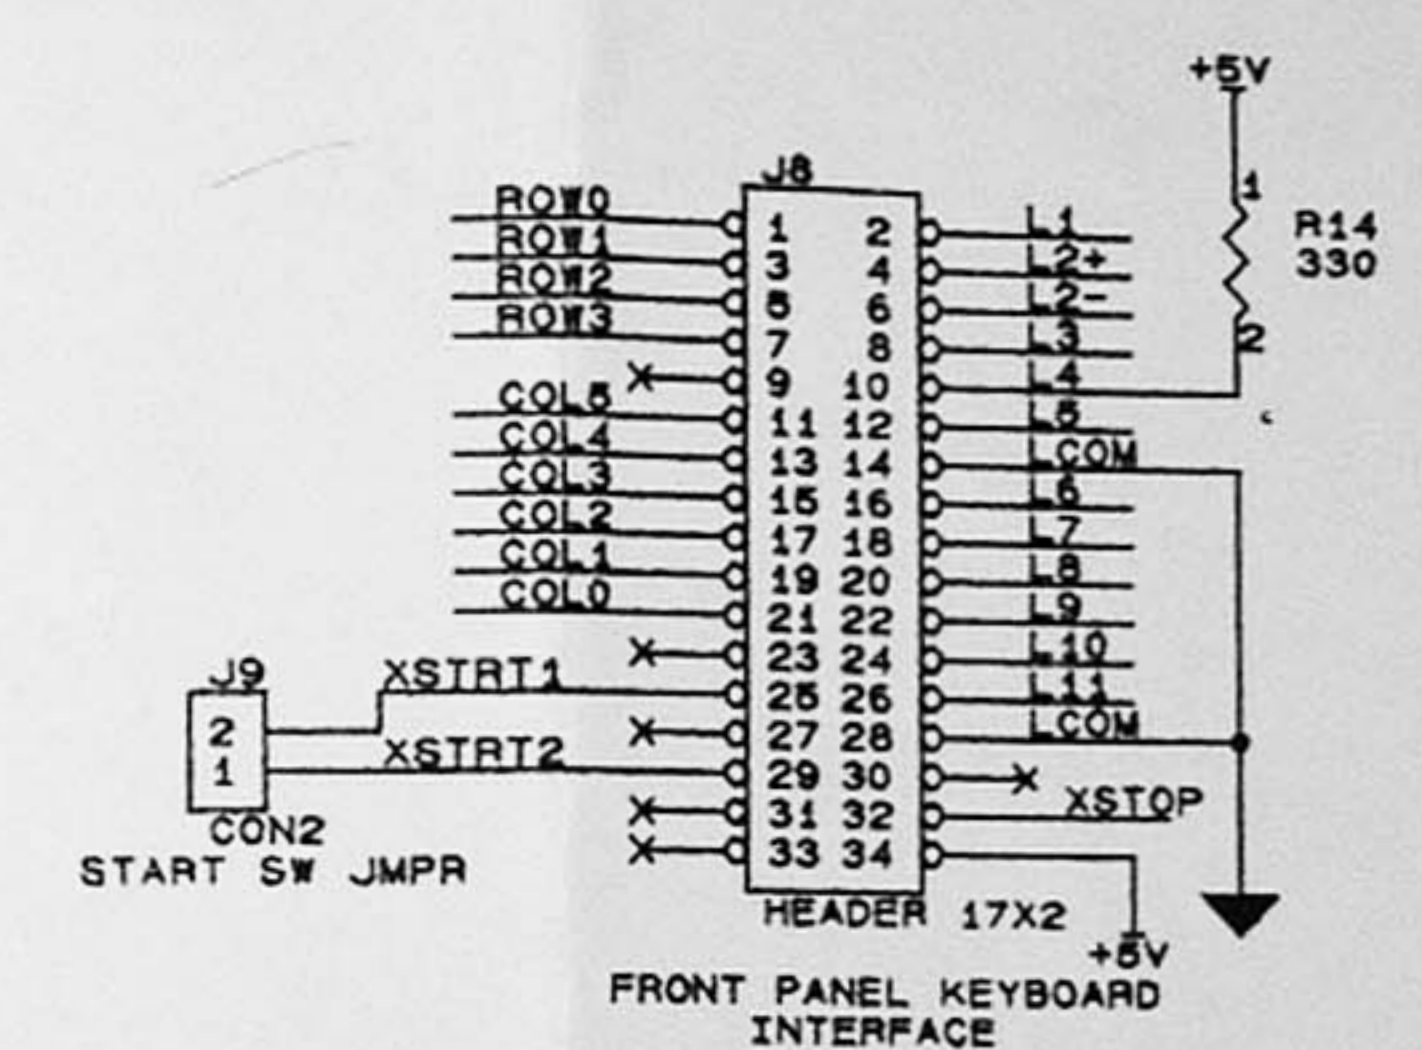 +5V
J8
1
R14
330
2
ROW0 1 2 L1
ROW1 3 4 L2+
ROW2 5 6 L2-
ROW3 7 8 L3
9 10 L4
COL5 11 12 L5
COL4 13 14 LCOM
COL3 15 16 L6
COL2 17 18 L7
COL1 19 20 L8
COL0 21 22 L9
23 24 L10
J9
XSTRT1 25 26 L11
2
27 28 LCOM
1
XSTRT2 29 30
31 32 XSTOP
33 34
CON2
START SW JMPR
HEADER 17X2
+5V
FRONT PANEL KEYBOARD
INTERFACE